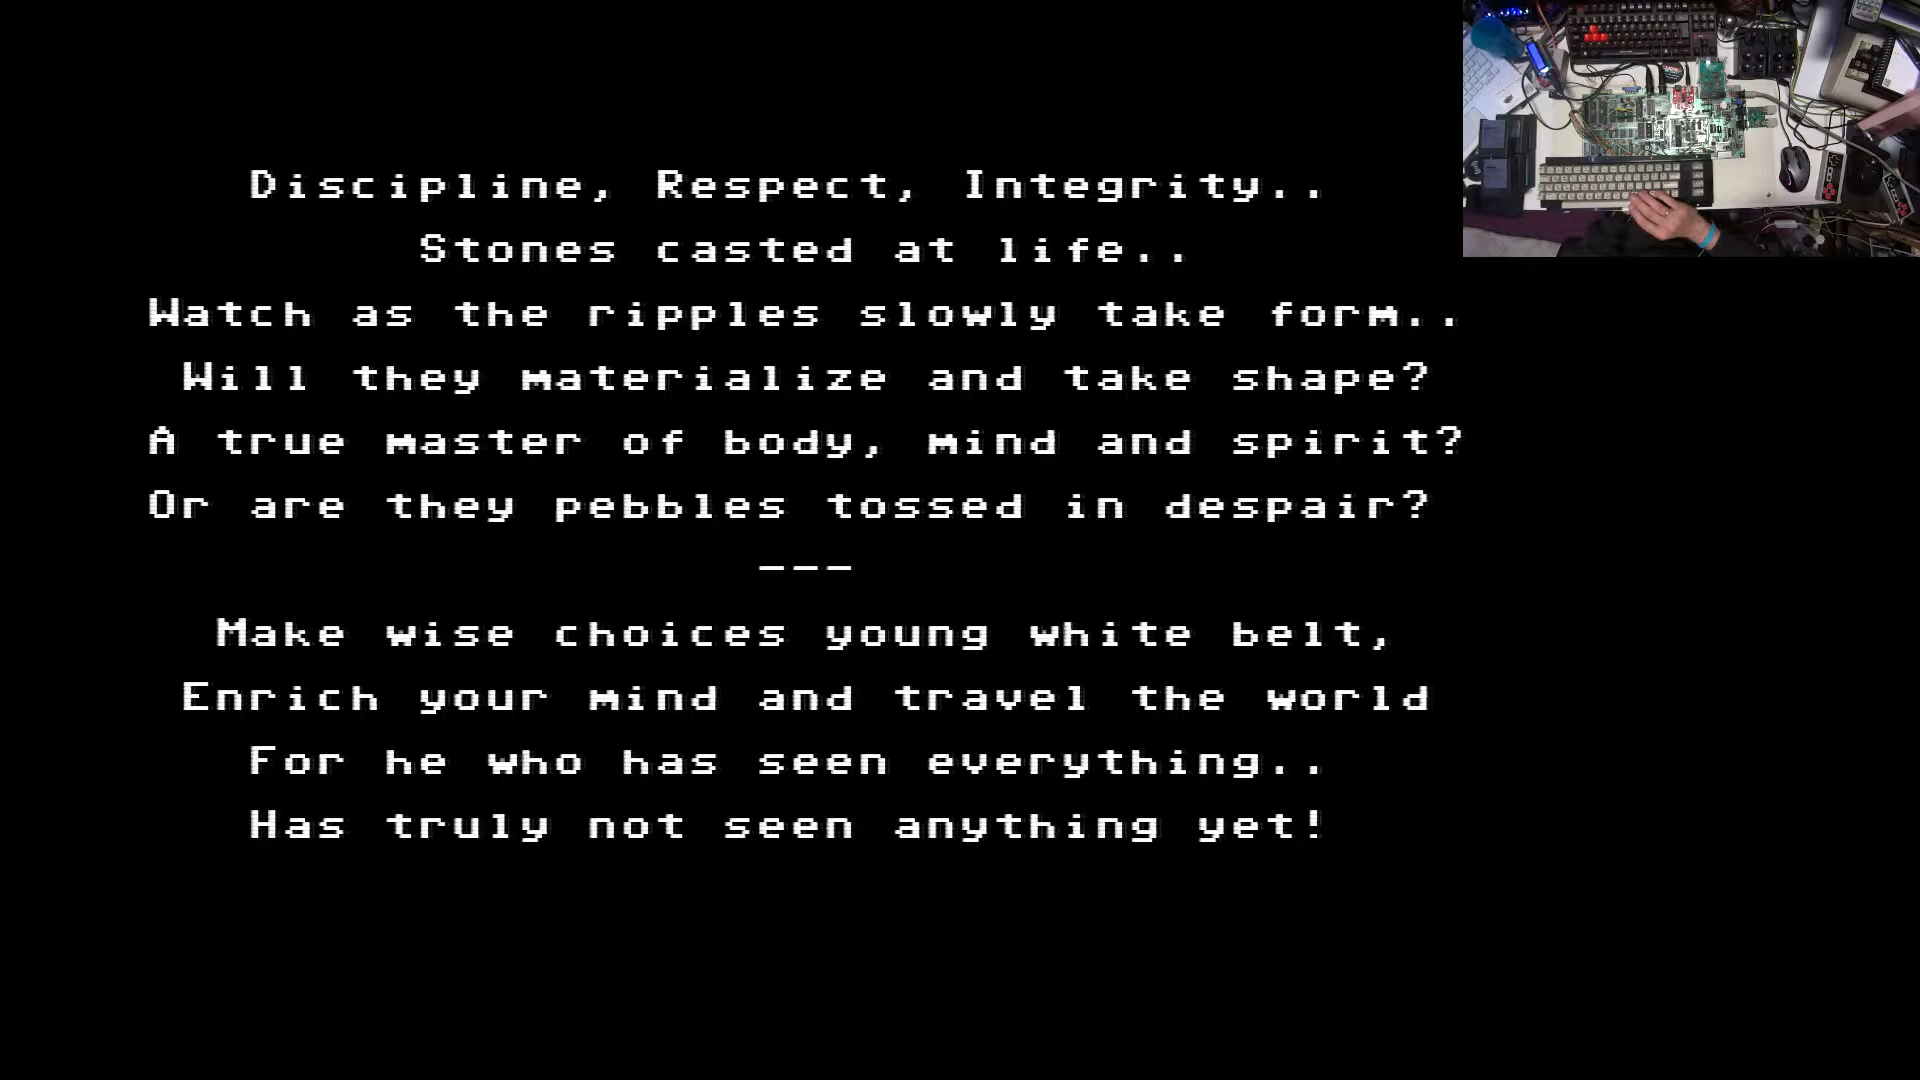 Discipline, Respect, Integrity..
Stones casted at life..
Watch as the ripples slowly take form..
Will they materialize and take shape?
A true master of body, mind and spirit?
Or are they pebbles tossed in despair?
---
Make wise choices young white belt,
Enrich your mind and travel the world
For he who has seen everything..
Has truly not seen anything yet!